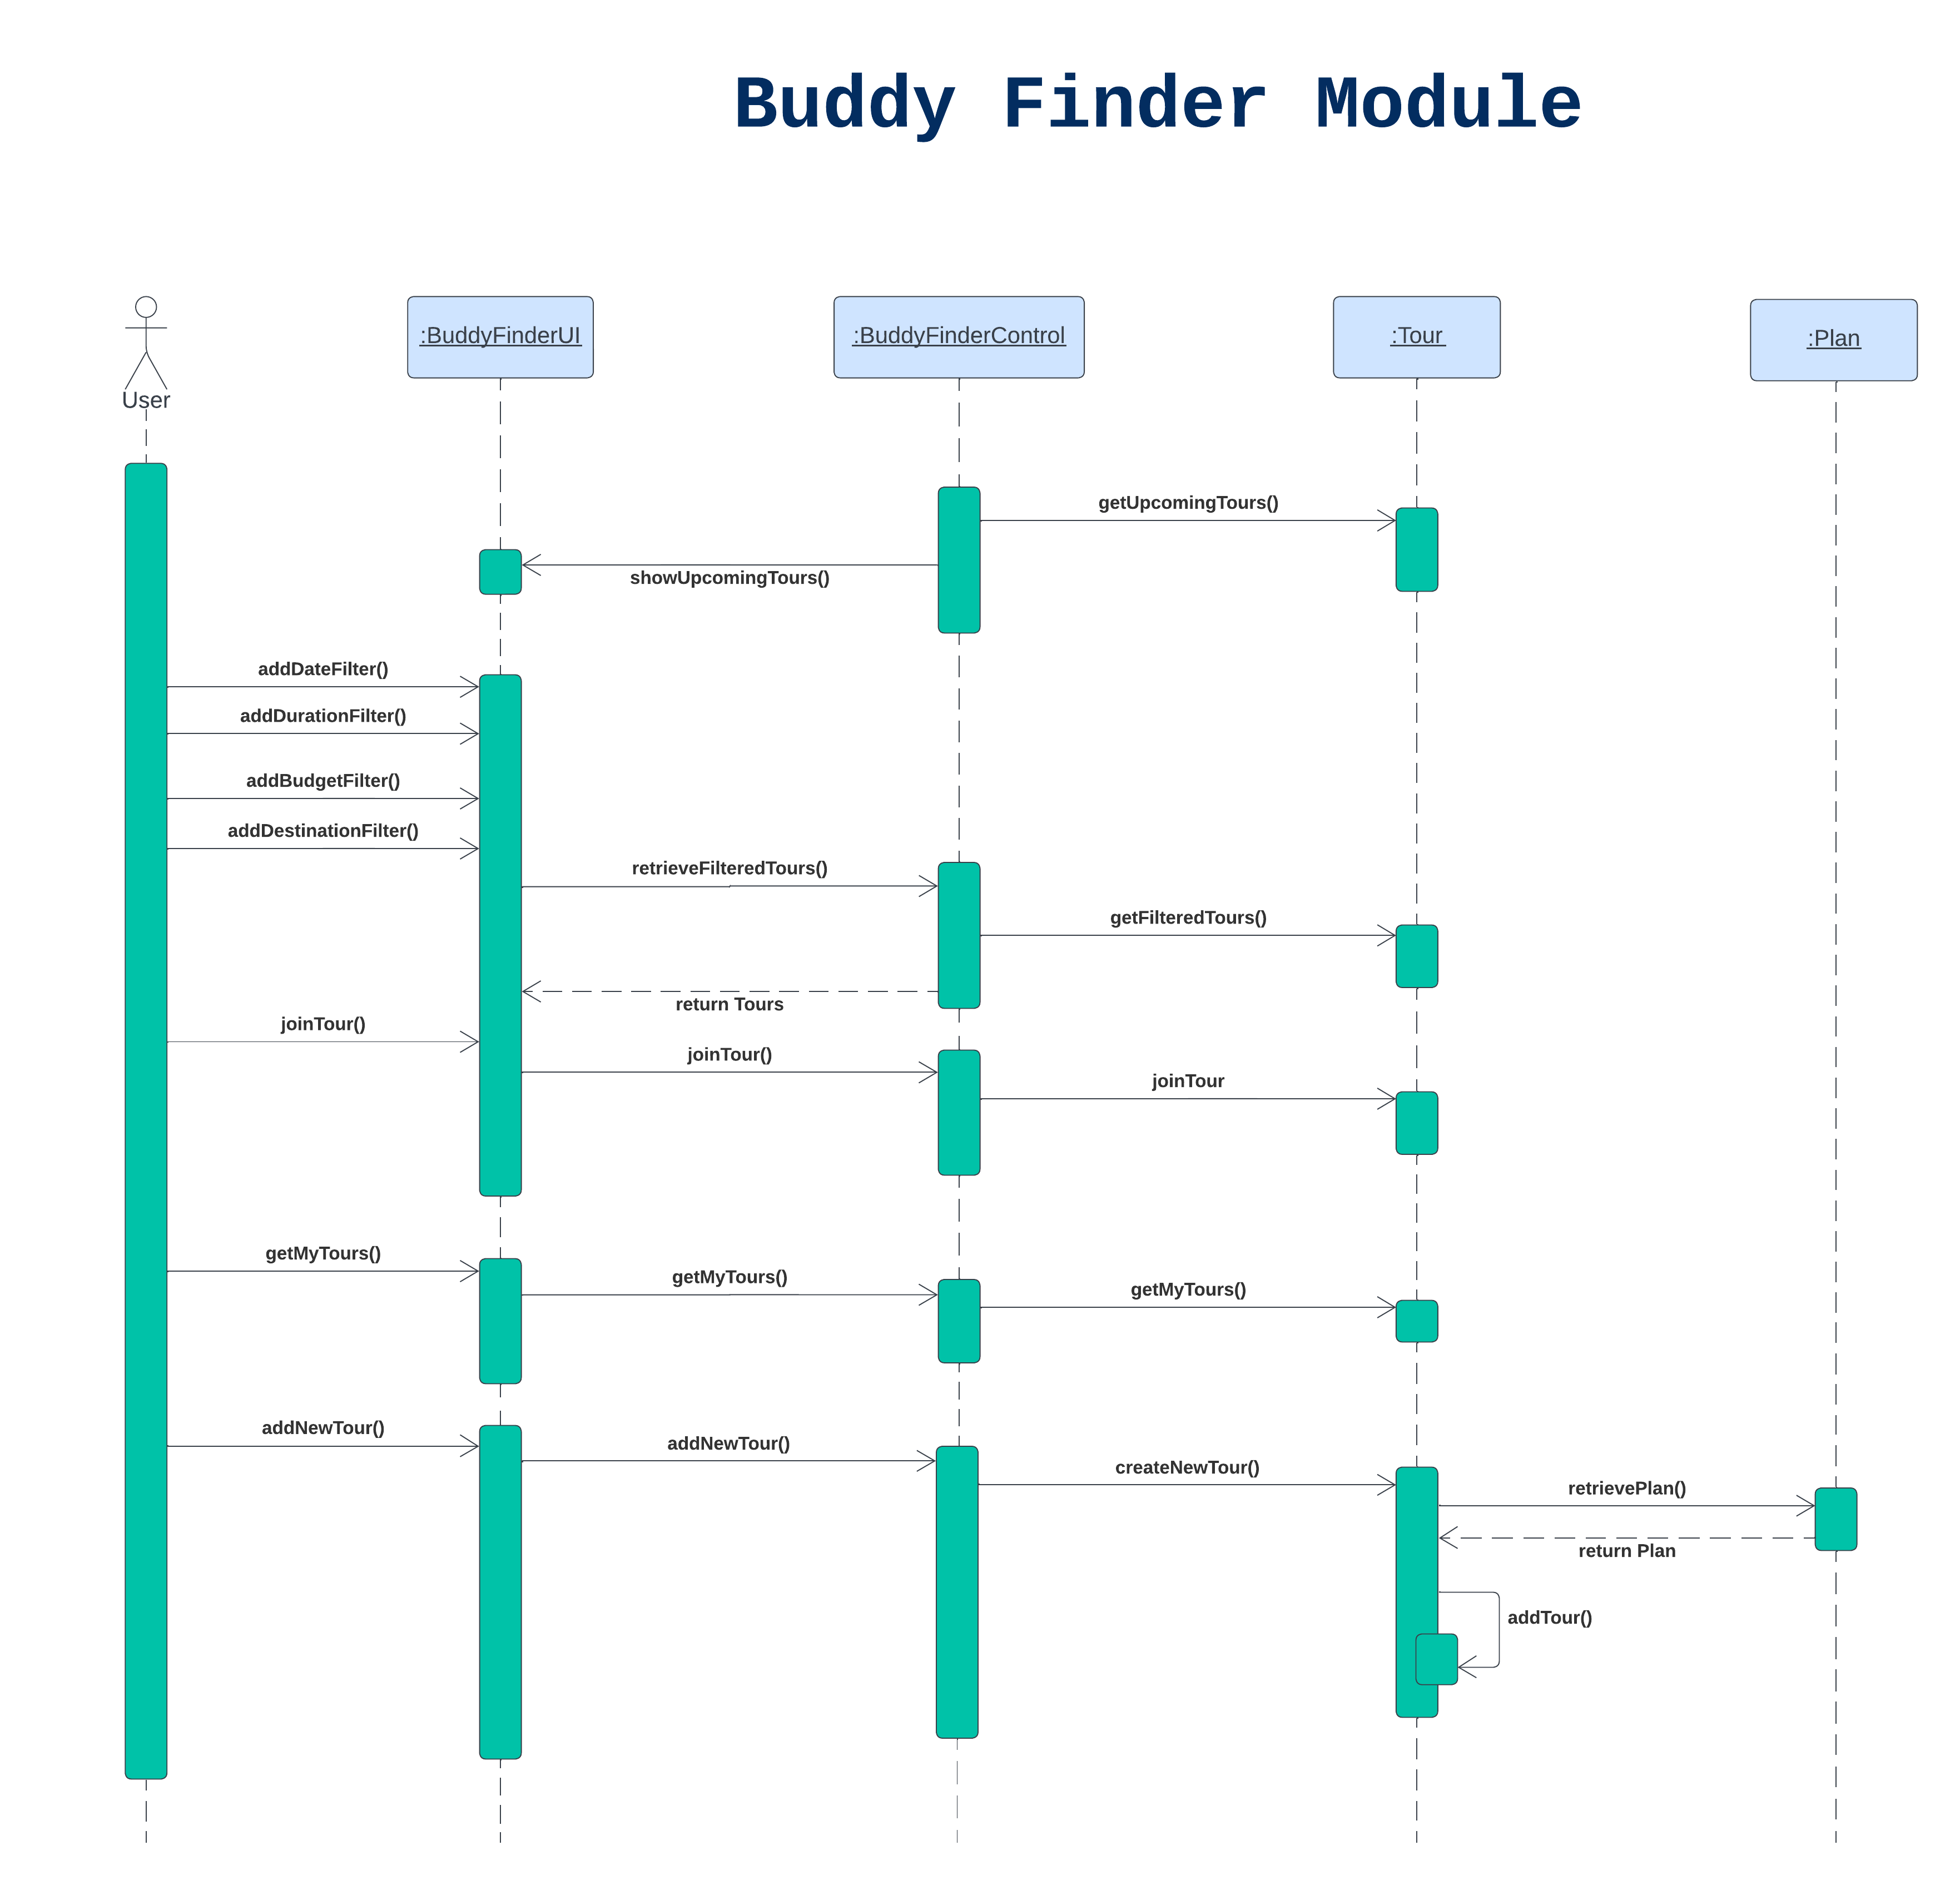 Buddy Finder Module
User
:BuddyFinderUI
:BuddyFinderControl
:Tour
:Plan
getUpcomingTours()
showUpcomingTours()
addDateFilter()
addDurationFilter()
addBudgetFilter()
addDestinationFilter()
retrieveFilteredTours()
getFilteredTours()
return Tours
joinTour()
joinTour()
joinTour
getMyTours()
getMyTours()
getMyTours()
addNewTour()
addNewTour()
createNewTour()
retrievePlan()
return Plan
addTour()